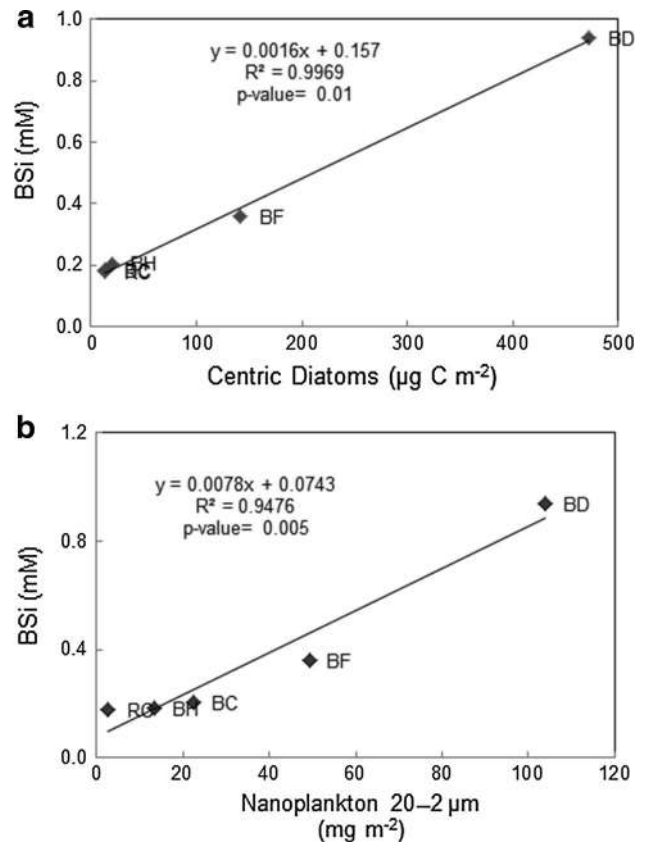 a
y = 0.0016x + 0.157
R² = 0.9969
p-value= 0.01
BD
BF
BH
1.0
0.8
0.6
0.4
0.2
0.0
BSi (mM)
0 100 200 300 400 500
Centric Diatoms (µg C m-2)
b
y = 0.0078x + 0.0743
R² = 0.9476
p-value= 0.005
BD
BF
BC
BH
RC
1.2
0.8
0.4
0.0
BSi (mM)
0 20 40 60 80 100 120
Nanoplankton 20–2 µm
(mg m-2)